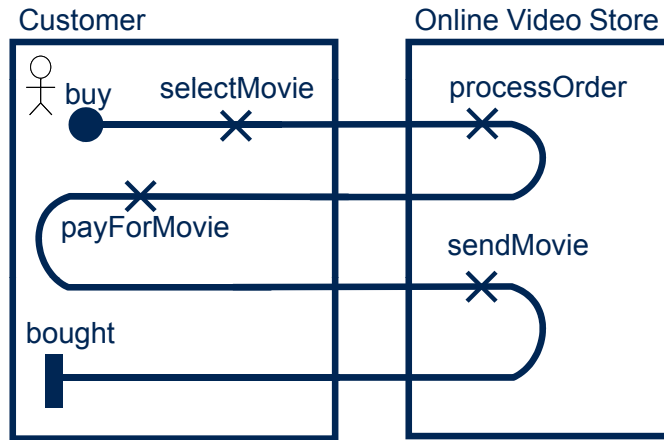 Customer
Online Video Store
buy
selectMovie
processOrder
payForMovie
sendMovie
bought